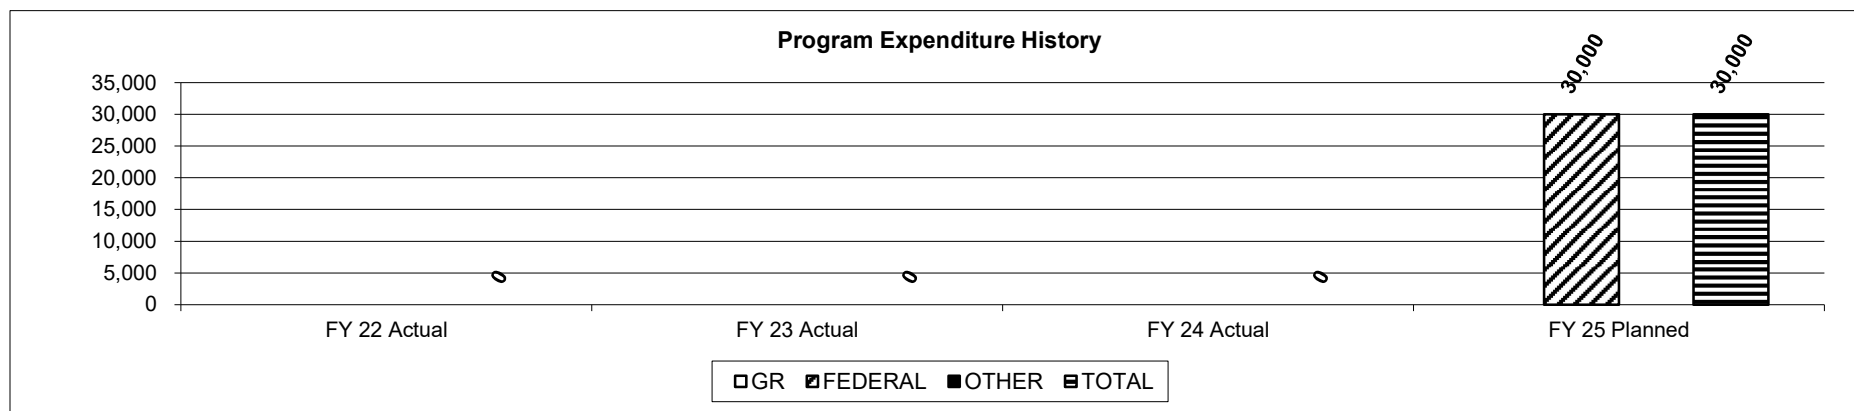 Program Expenditure History
30,000
30,000
35,000
30,000
25,000
20,000
15,000
10,000
5,000
0
0
0
0
FY 22 Actual
FY 23 Actual
FY 24 Actual
FY 25 Planned
GR FEDERAL OTHER TOTAL